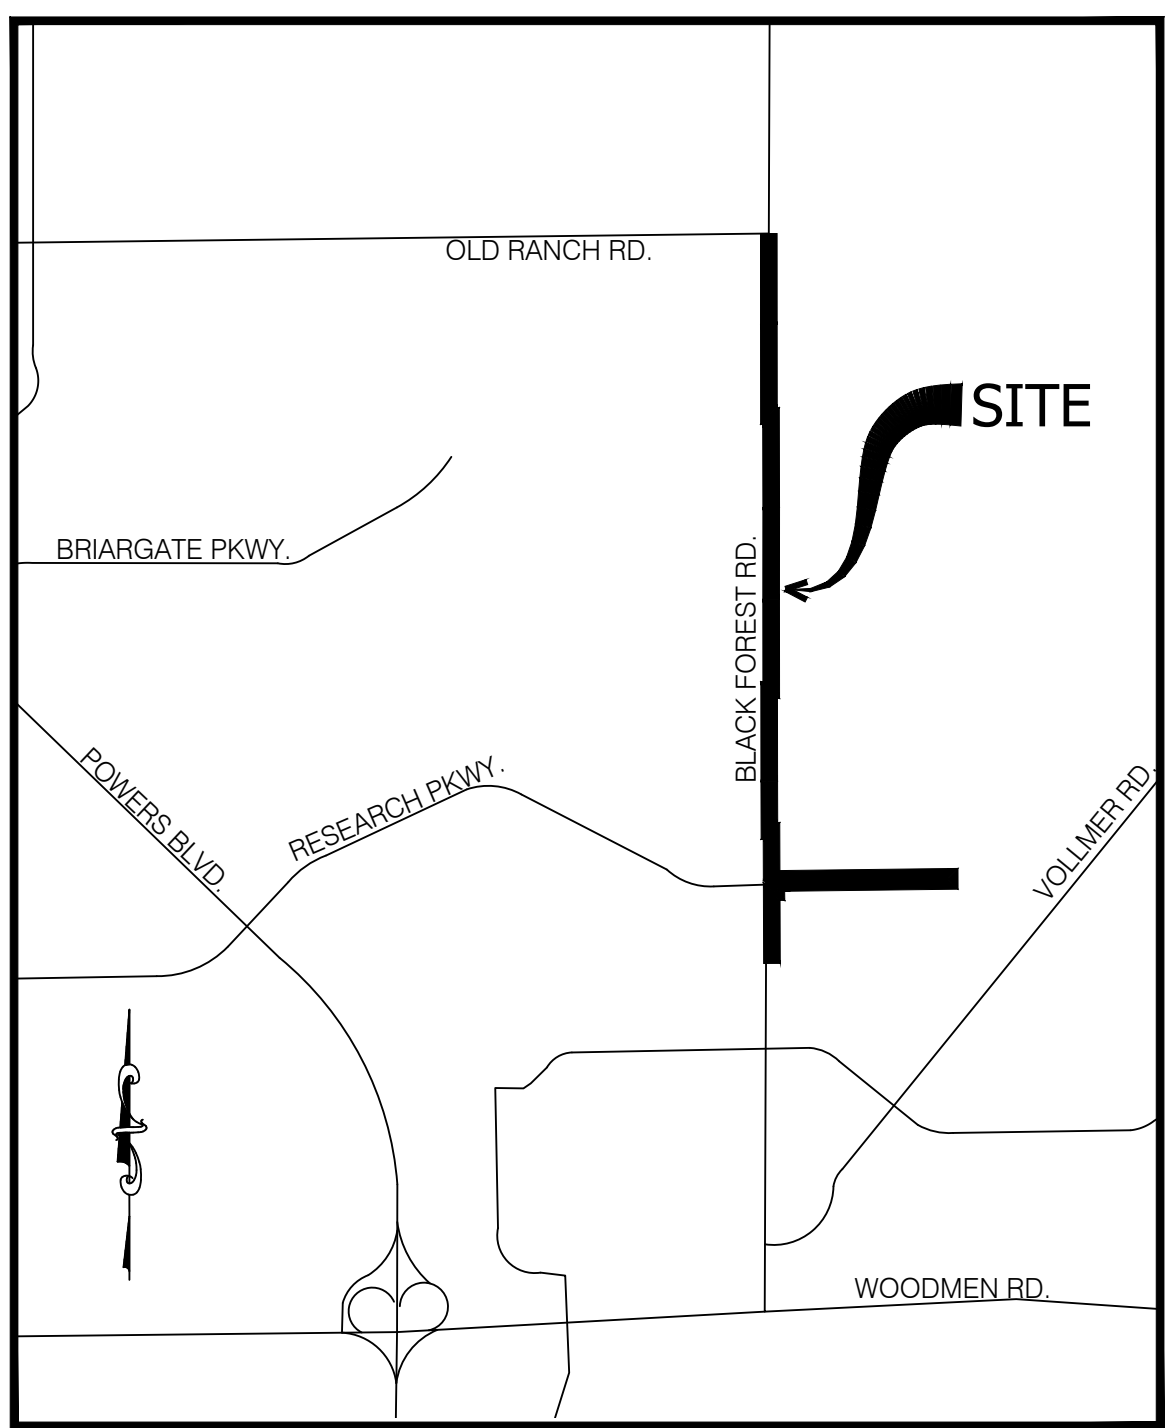 OLD RANCH RD.
SITE
BRIARGATE PKWY.
BLACK FOREST RD.
POWERS BLVD.
RESEARCH PKWY.
VOLLMER RD.
WOODMEN RD.